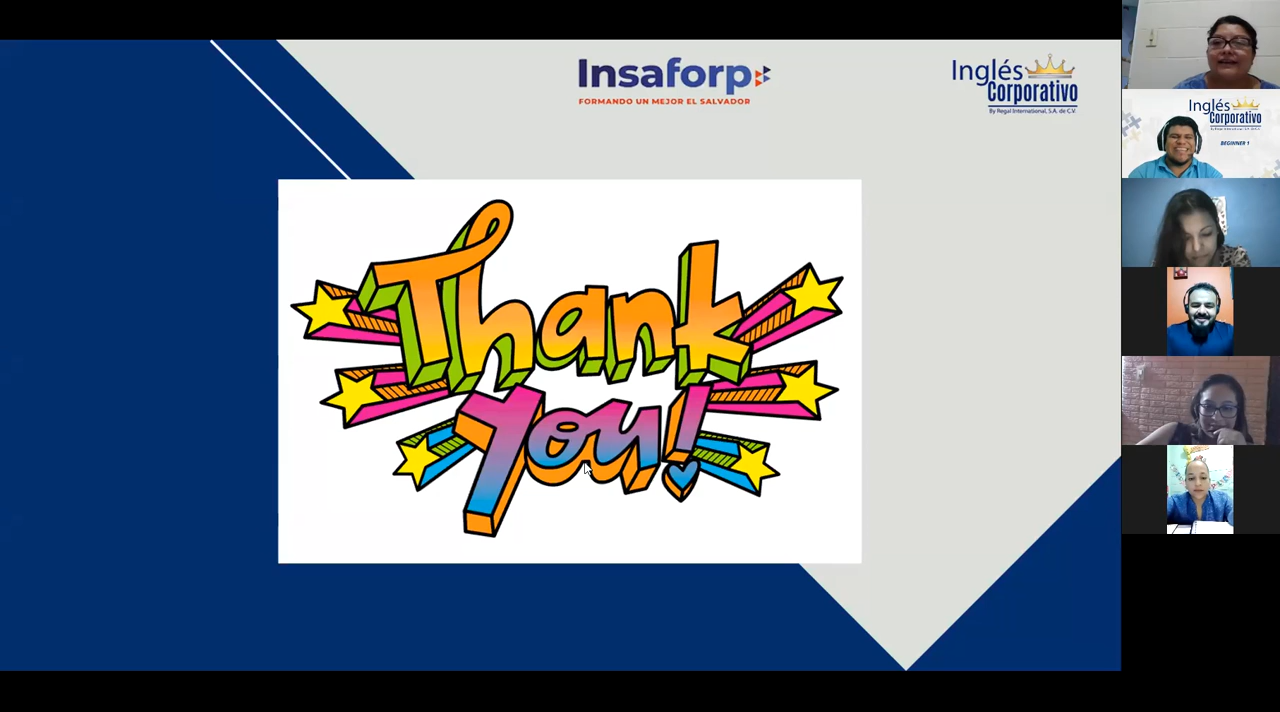 Insaforp
FORMANDO UN MEJOR EL SALVADOR
Inglés
Corporativo
By Regal International, S.A. de C.V.
Thank
you!
Inglés
Corporativo
BEGINNER 1